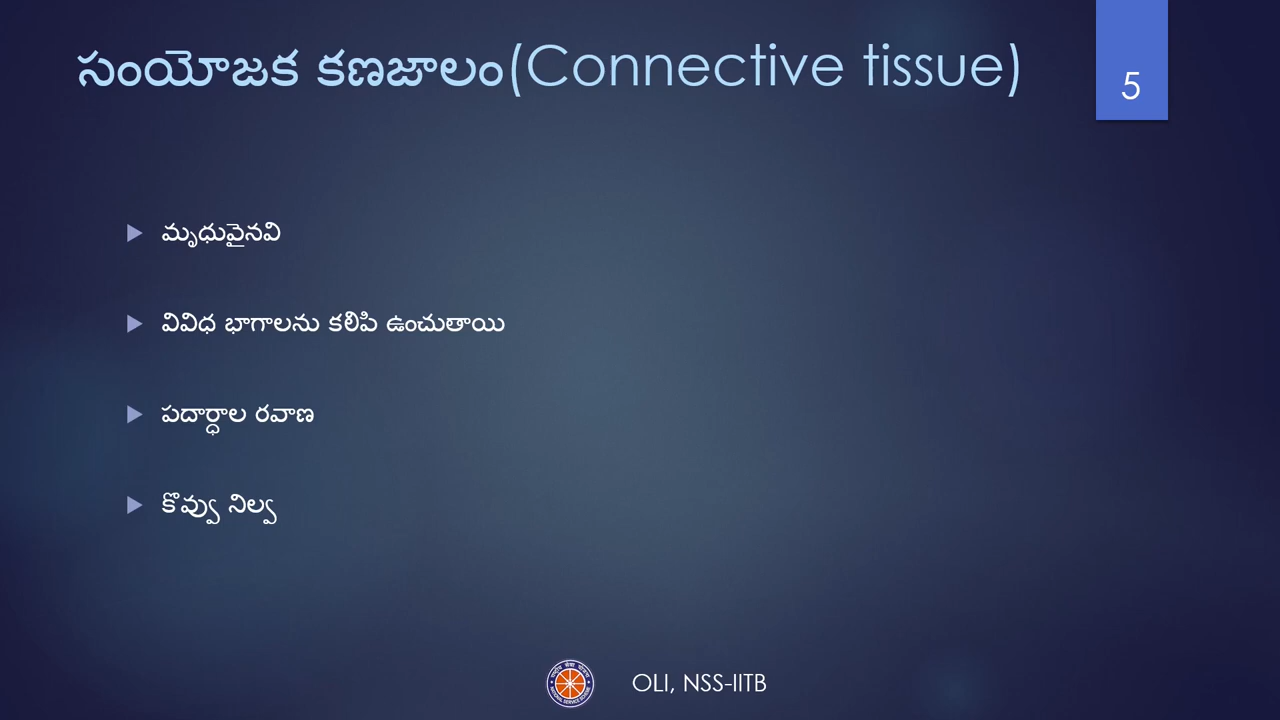 సంయోజక కణజాలం(Connective tissue)
5
మృధువైనవి
వివిధ భాగాలను కలిపి ఉంచుతాయి
పదార్ధాల రవాణ
కొవ్వు నిల్వ
OLI, NSS-IITB